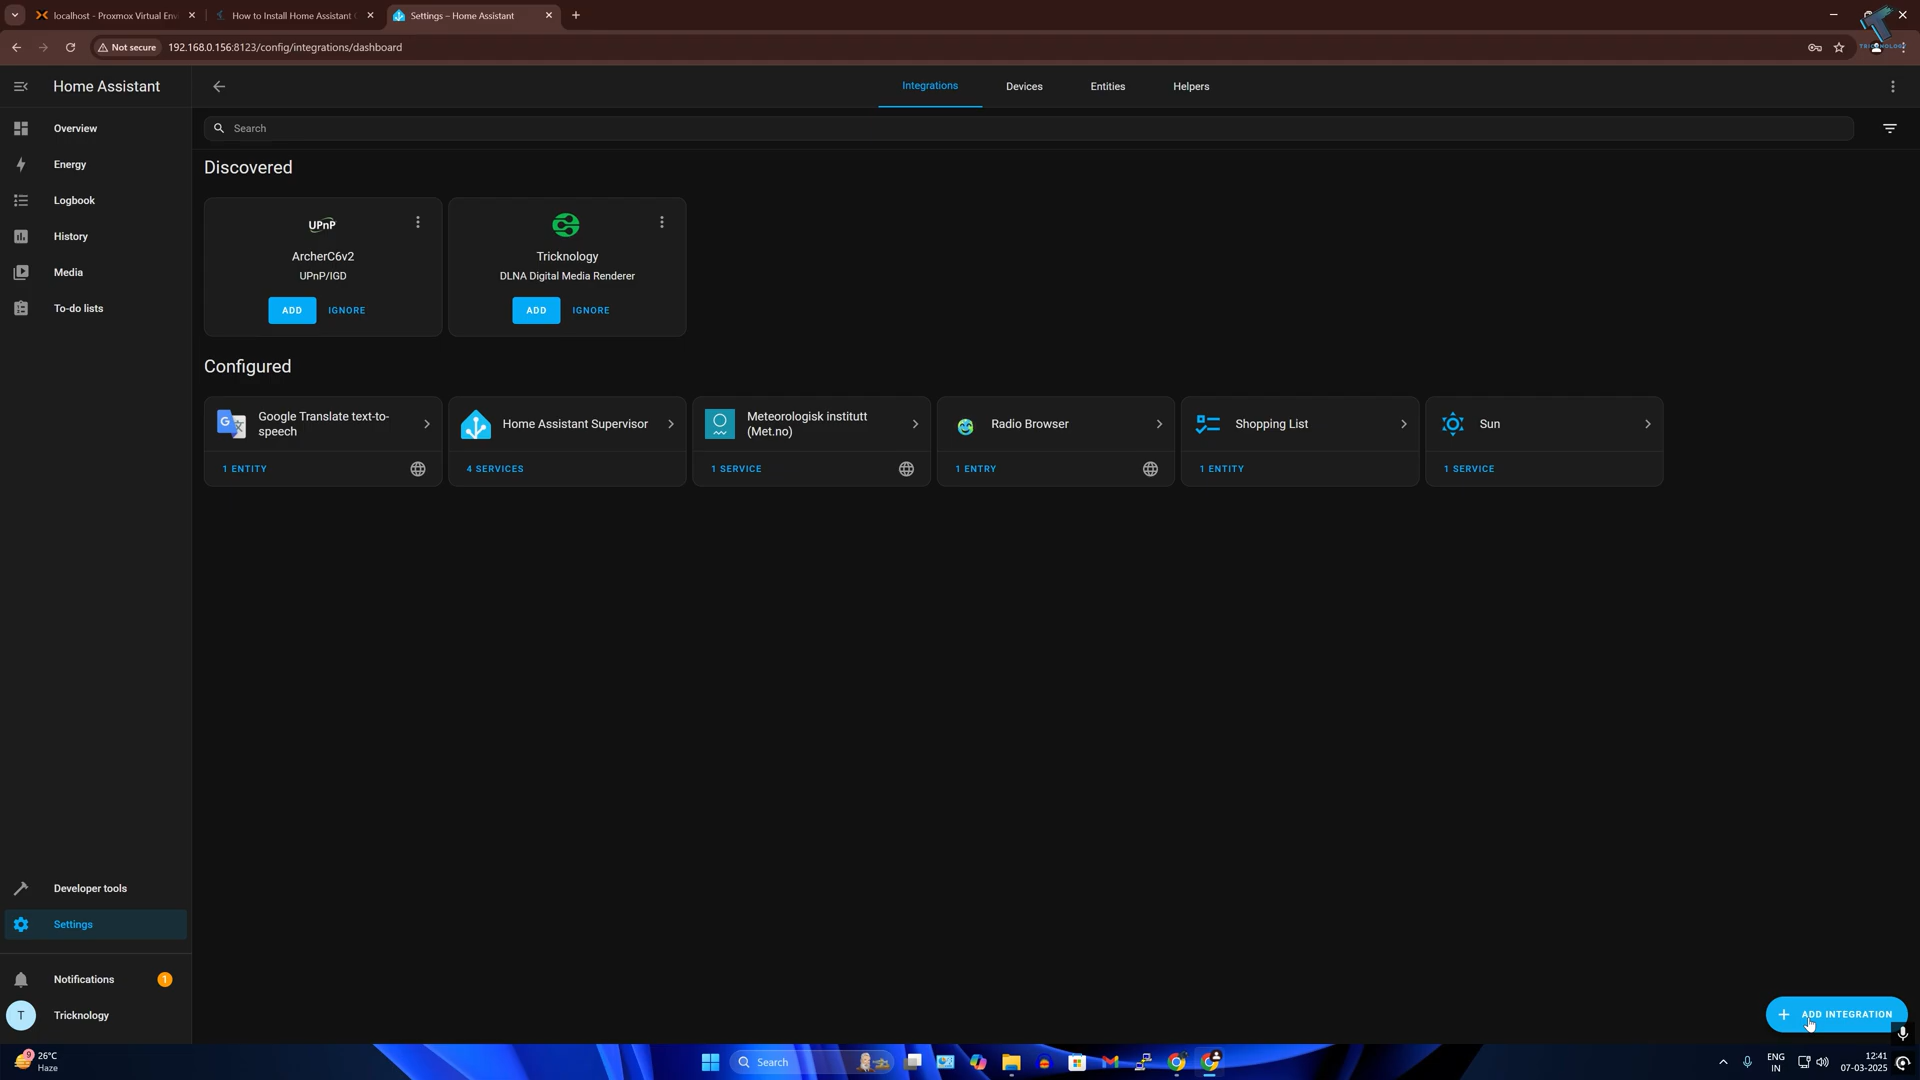 localhost - Proxmox Virtual Env
How to Install Home Assistant
Settings – Home Assistant
Not secure
192.168.0.156:8123/config/integrations/dashboard
TRICKNOLOGY
Home Assistant
Integrations
Devices
Entities
Helpers
Overview
Energy
Logbook
History
Media
To-do lists
Search
Discovered
UPnP
ArcherC6v2
UPnP/IGD
ADD
IGNORE
Tricknology
DLNA Digital Media Renderer
ADD
IGNORE
Configured
Google Translate text-to-
speech
1 ENTITY
Home Assistant Supervisor
4 SERVICES
Meteorologisk institutt
(Met.no)
1 SERVICE
Radio Browser
1 ENTRY
Shopping List
1 ENTITY
Sun
1 SERVICE
Developer tools
Settings
Notifications
1
T
Tricknology
ADD INTEGRATION
9
26°C
Haze
Search
ENG
IN
12:41
07-03-2025